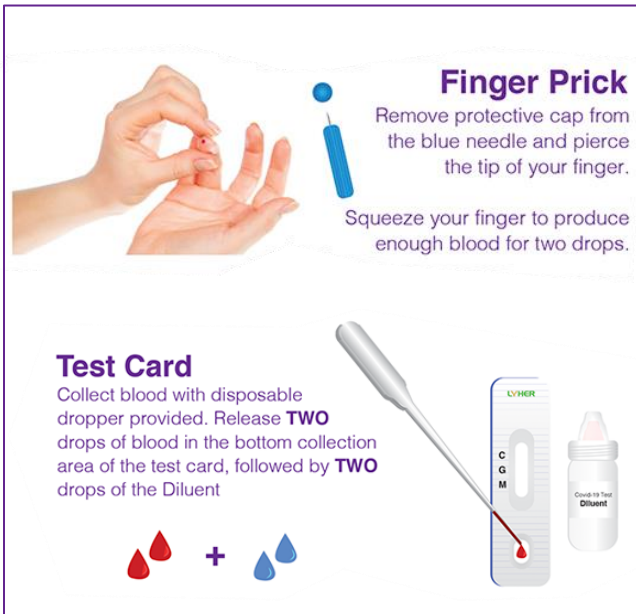 Finger Prick
Remove protective cap from
the blue needle and pierce
the tip of your finger.
Squeeze your finger to produce
enough blood for two drops.
Test Card
Collect blood with disposable
dropper provided. Release TWO
drops of blood in the bottom collection
area of the test card, followed by TWO
drops of the Diluent
+
LYHER
C
G
M
Covid-19 Test
Diluent